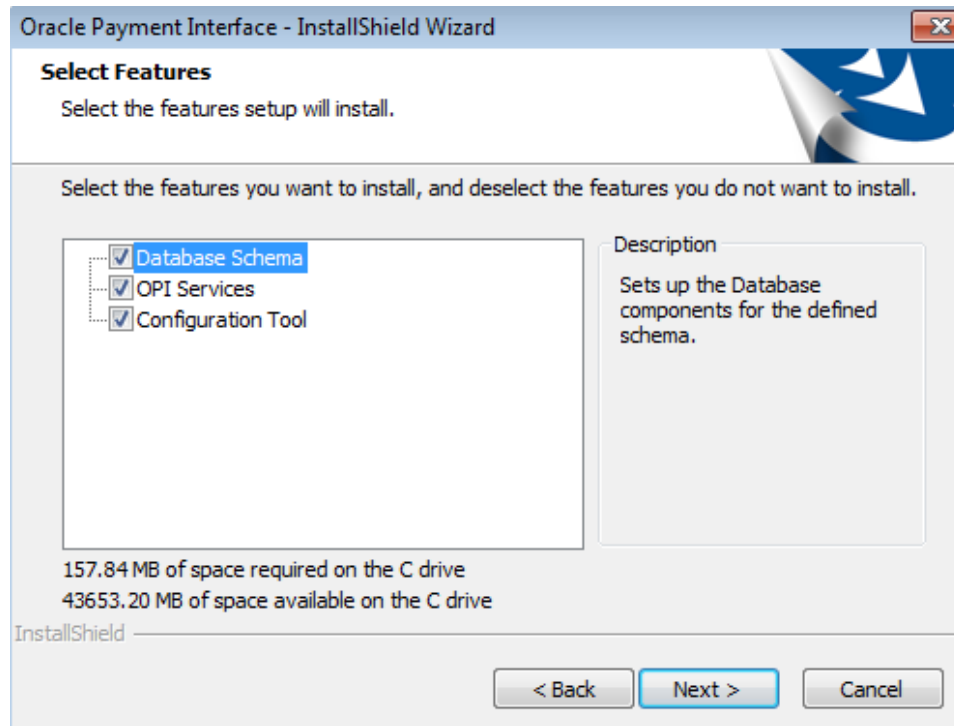 Oracle Payment Interface - InstallShield Wizard
Select Features
Select the features setup will install.
Select the features you want to install, and deselect the features you do not want to install.
Database Schema
OPI Services
Configuration Tool
Description
Sets up the Database
components for the defined
schema.
157.84 MB of space required on the C drive
43653.20 MB of space available on the C drive
InstallShield
< Back
Next >
Cancel